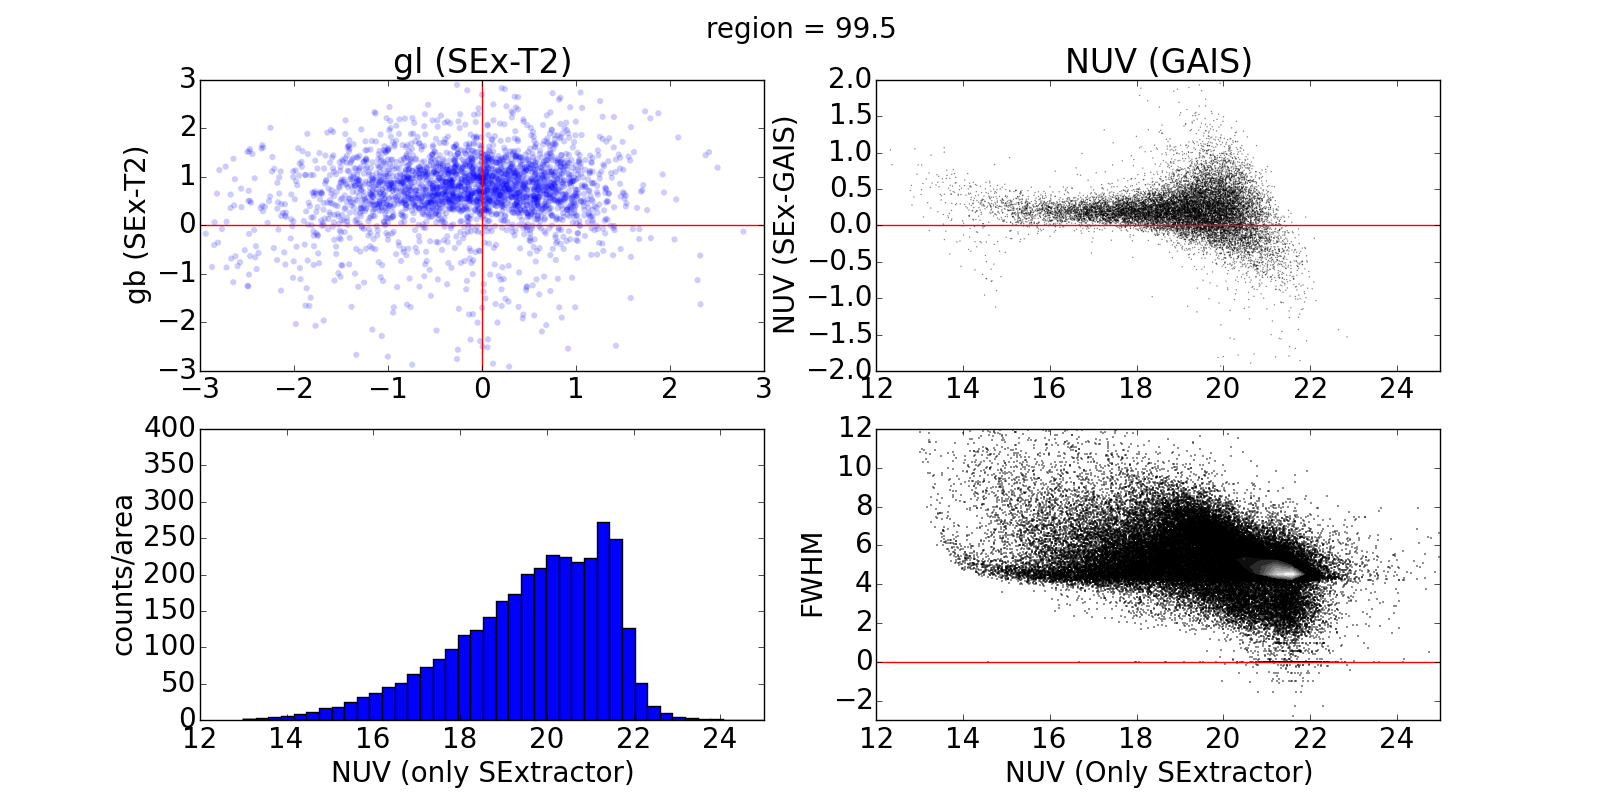 region = 99.5
gl (SEx-T2)
gb (SEx-T2)
3
2
1
0
−1
−2
−3
−3 −2 −1 0 1 2 3
NUV (GAIS)
NUV (SEx-GAIS)
2.0
1.5
1.0
0.5
0.0
−0.5
−1.0
−1.5
−2.0
12 14 16 18 20 22 24
counts/area
400
350
300
250
200
150
100
50
0
12 14 16 18 20 22 24
NUV (only SExtractor)
FWHM
12
10
8
6
4
2
0
−2
12 14 16 18 20 22 24
NUV (Only SExtractor)